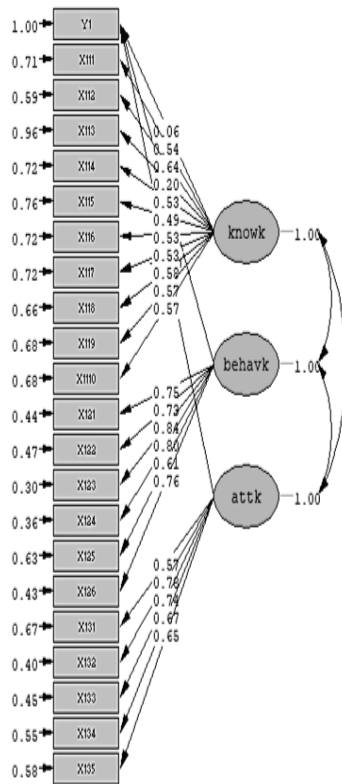 1.00 Y1
0.71 X111
0.59 X112
0.96 X113
0.72 X114
0.76 X115
0.72 X116
0.72 X117
0.66 X118
0.68 X119
0.68 X1110
0.44 X121
0.47 X122
0.30 X123
0.36 X124
0.63 X125
0.43 X126
0.67 X131
0.40 X132
0.45 X133
0.55 X134
0.58 X135
0.06
0.54
0.64
0.20
0.53
0.49
0.53
0.53
0.58
0.57
0.57
0.75
0.73
0.84
0.80
0.61
0.76
0.57
0.78
0.74
0.67
0.65
knowk 1.00
behavk 1.00
attk 1.00